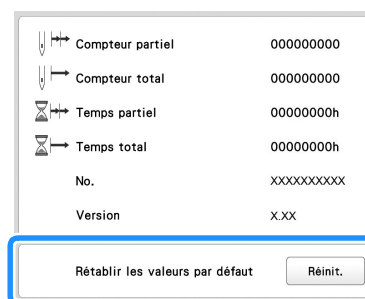 Compteur partiel 000000000
Compteur total 000000000
Temps partiel 00000000h
Temps total 00000000h
No. XXXXXXXXXX
Version X.XX
Rétablir les valeurs par défaut Réinit.